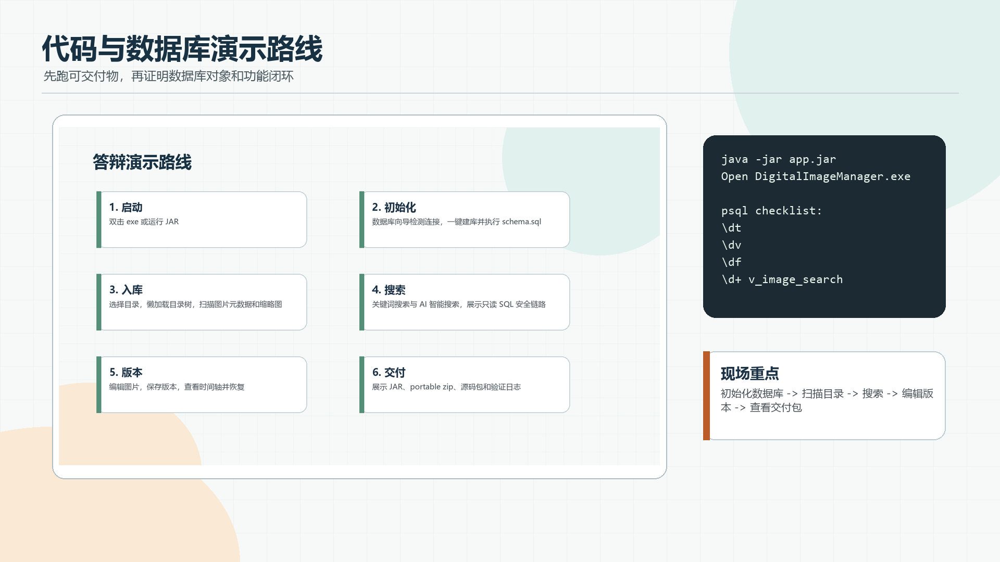 代码与数据库演示路线
先跑可交付物，再证明数据库对象和功能闭环
答辩演示路线
1. 启动
双击 exe 或运行 JAR
2. 初始化
数据库向导检测连接，一键建库并执行 schema.sql
3. 入库
选择目录，懒加载目录树，扫描图片元数据和缩略图
4. 搜索
关键词搜索与 AI 智能搜索，展示只读 SQL 安全链路
5. 版本
编辑图片，保存版本，查看时间轴并恢复
6. 交付
展示 JAR、portable zip、源码包和验证日志
java -jar app.jar
Open DigitalImageManager.exe
psql checklist:
\dt
\dv
\df
\d+ v_image_search
现场重点
初始化数据库 -> 扫描目录 -> 搜索 -> 编辑版
本 -> 查看交付包